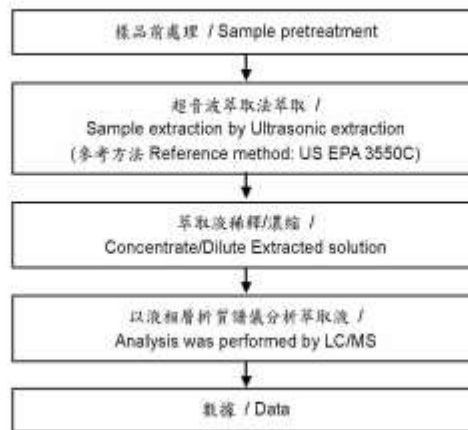 樣品前處理 / Sample pretreatment
超音波萃取法萃取 /
Sample extraction by Ultrasonic extraction
(參考方法 Reference method: US EPA 3550C)
萃取液稀釋/濃縮 /
Concentrate/Dilute Extracted solution
以液相層析質譜儀分析萃取液 /
Analysis was performed by LC/MS
數據 / Data